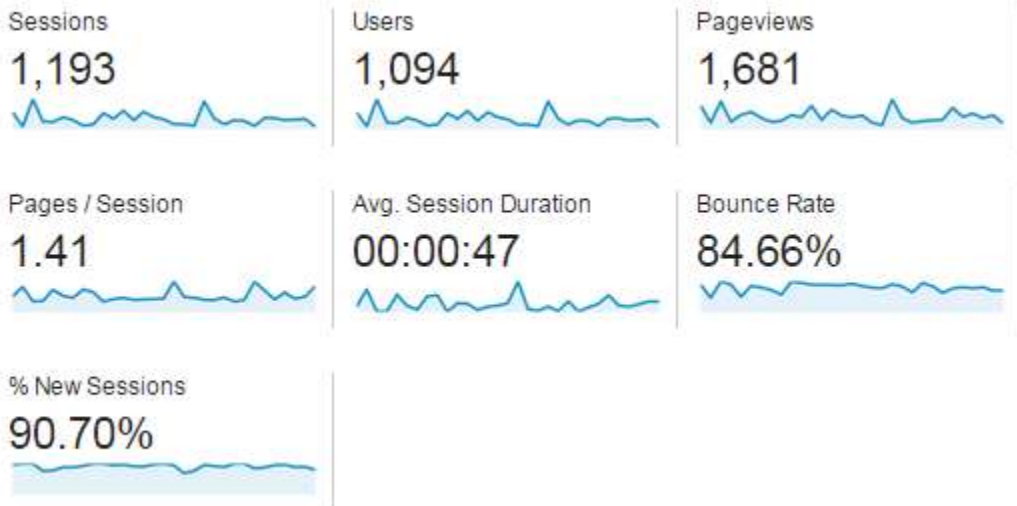 Sessions
1,193
Users
1,094
Pageviews
1,681
Pages / Session
1.41
Avg. Session Duration
00:00:47
Bounce Rate
84.66%
% New Sessions
90.70%